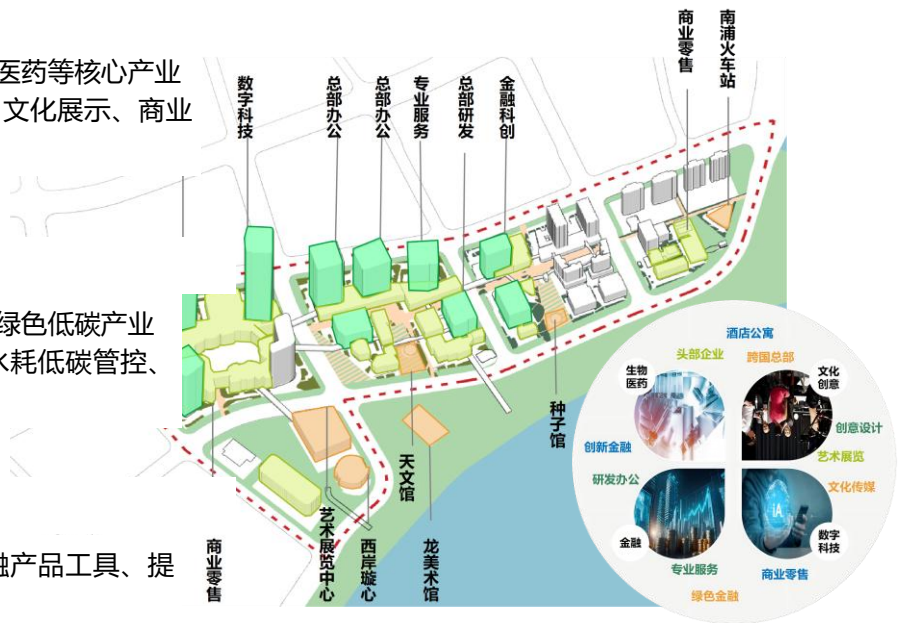 医药等核心产业
文化展示、商业
绿色低碳产业
水耗低碳管控、
融产品工具、提
数字科技
总部办公
总部办公
专业服务
总部研发
金融科创
商业零售
南浦火车站
商业零售
艺术展览中心
西岸璇心
天文馆
龙美术馆
种子馆
酒店公寓
头部企业
跨国总部
生物
医药
文化
创意
创新金融
创意设计
艺术展览
研发办公
文化传媒
金融
数字
科技
专业服务
商业零售
绿色金融